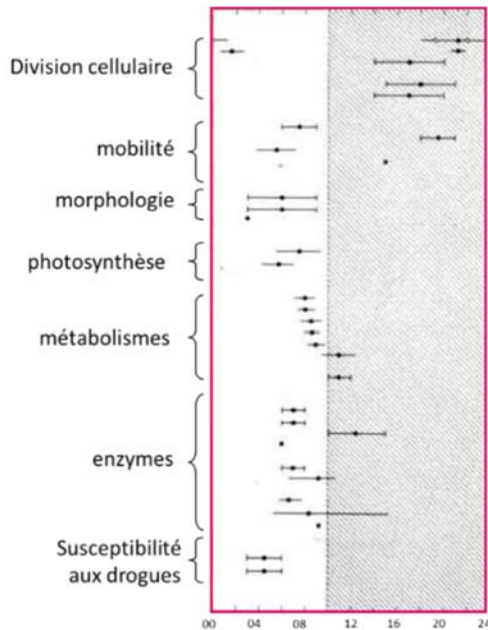 Division cellulaire
mobilité
morphologie
photosynthèse
métabolismes
enzymes
Susceptibilité
aux drogues
00 04 08 12 16 20 24